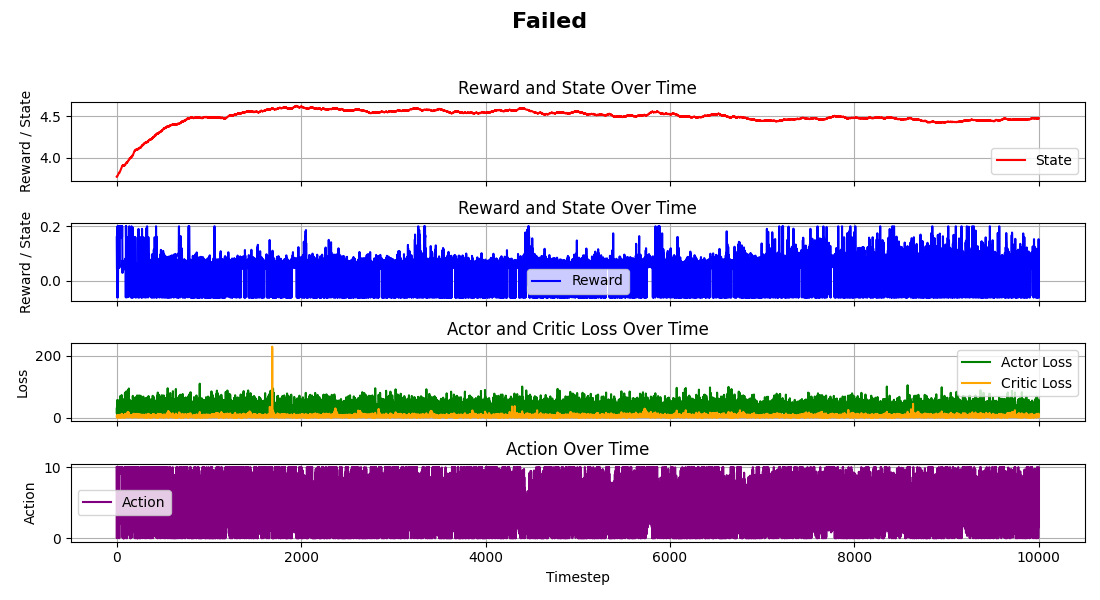 Failed
Reward and State Over Time
Reward / State
4.5
4.0
State
Reward and State Over Time
Reward / State
0.2
0.0
Reward
Actor and Critic Loss Over Time
Loss
200
0
Actor Loss
Critic Loss
Action Over Time
Action
10
0
Action
0 2000 4000 6000 8000 10000
Timestep